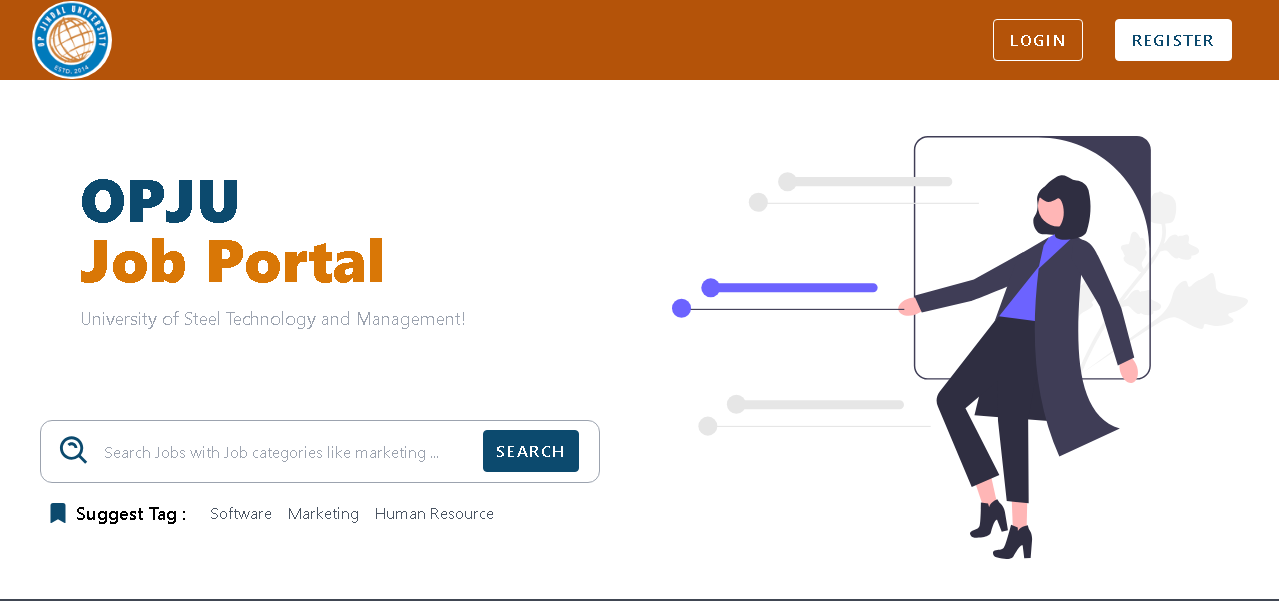 OP JINDAL UNIVERSITY
ESTD. 2014
LOGIN
REGISTER
OPJU
Job Portal
University of Steel Technology and Management!
Search Jobs with Job categories like marketing ...
SEARCH
Suggest Tag :
Software
Marketing
Human Resource